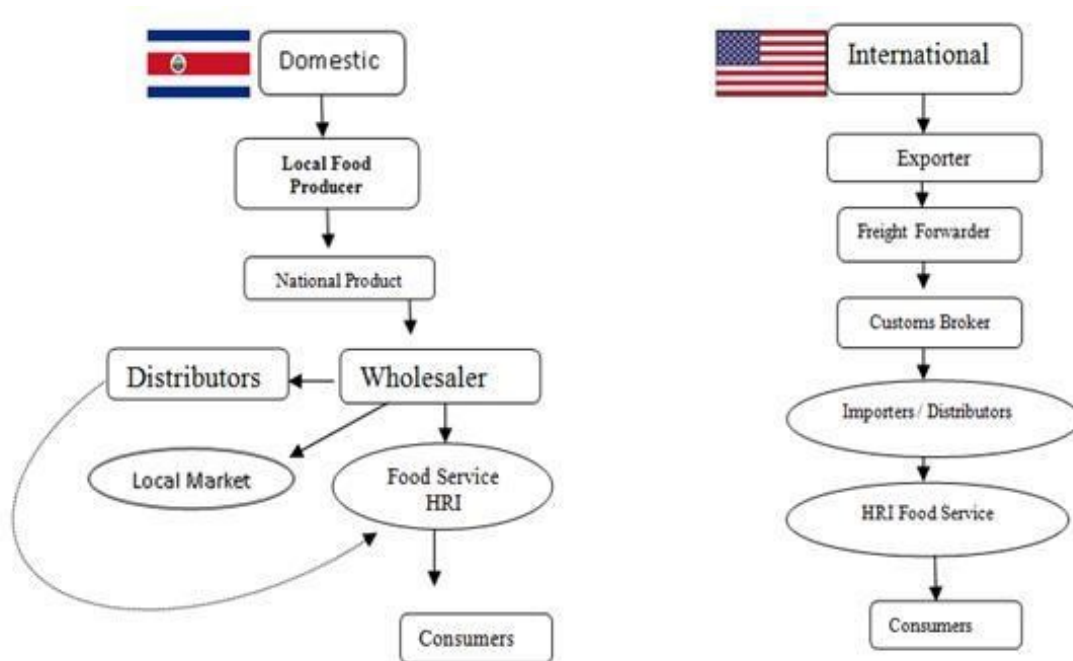 Domestic
Local Food
Producer
National Product
Distributors
Wholesaler
Local Market
Food Service
HRI
Consumers
International
Exporter
Freight Forwarder
Customs Broker
Importers / Distributors
HRI Food Service
Consumers